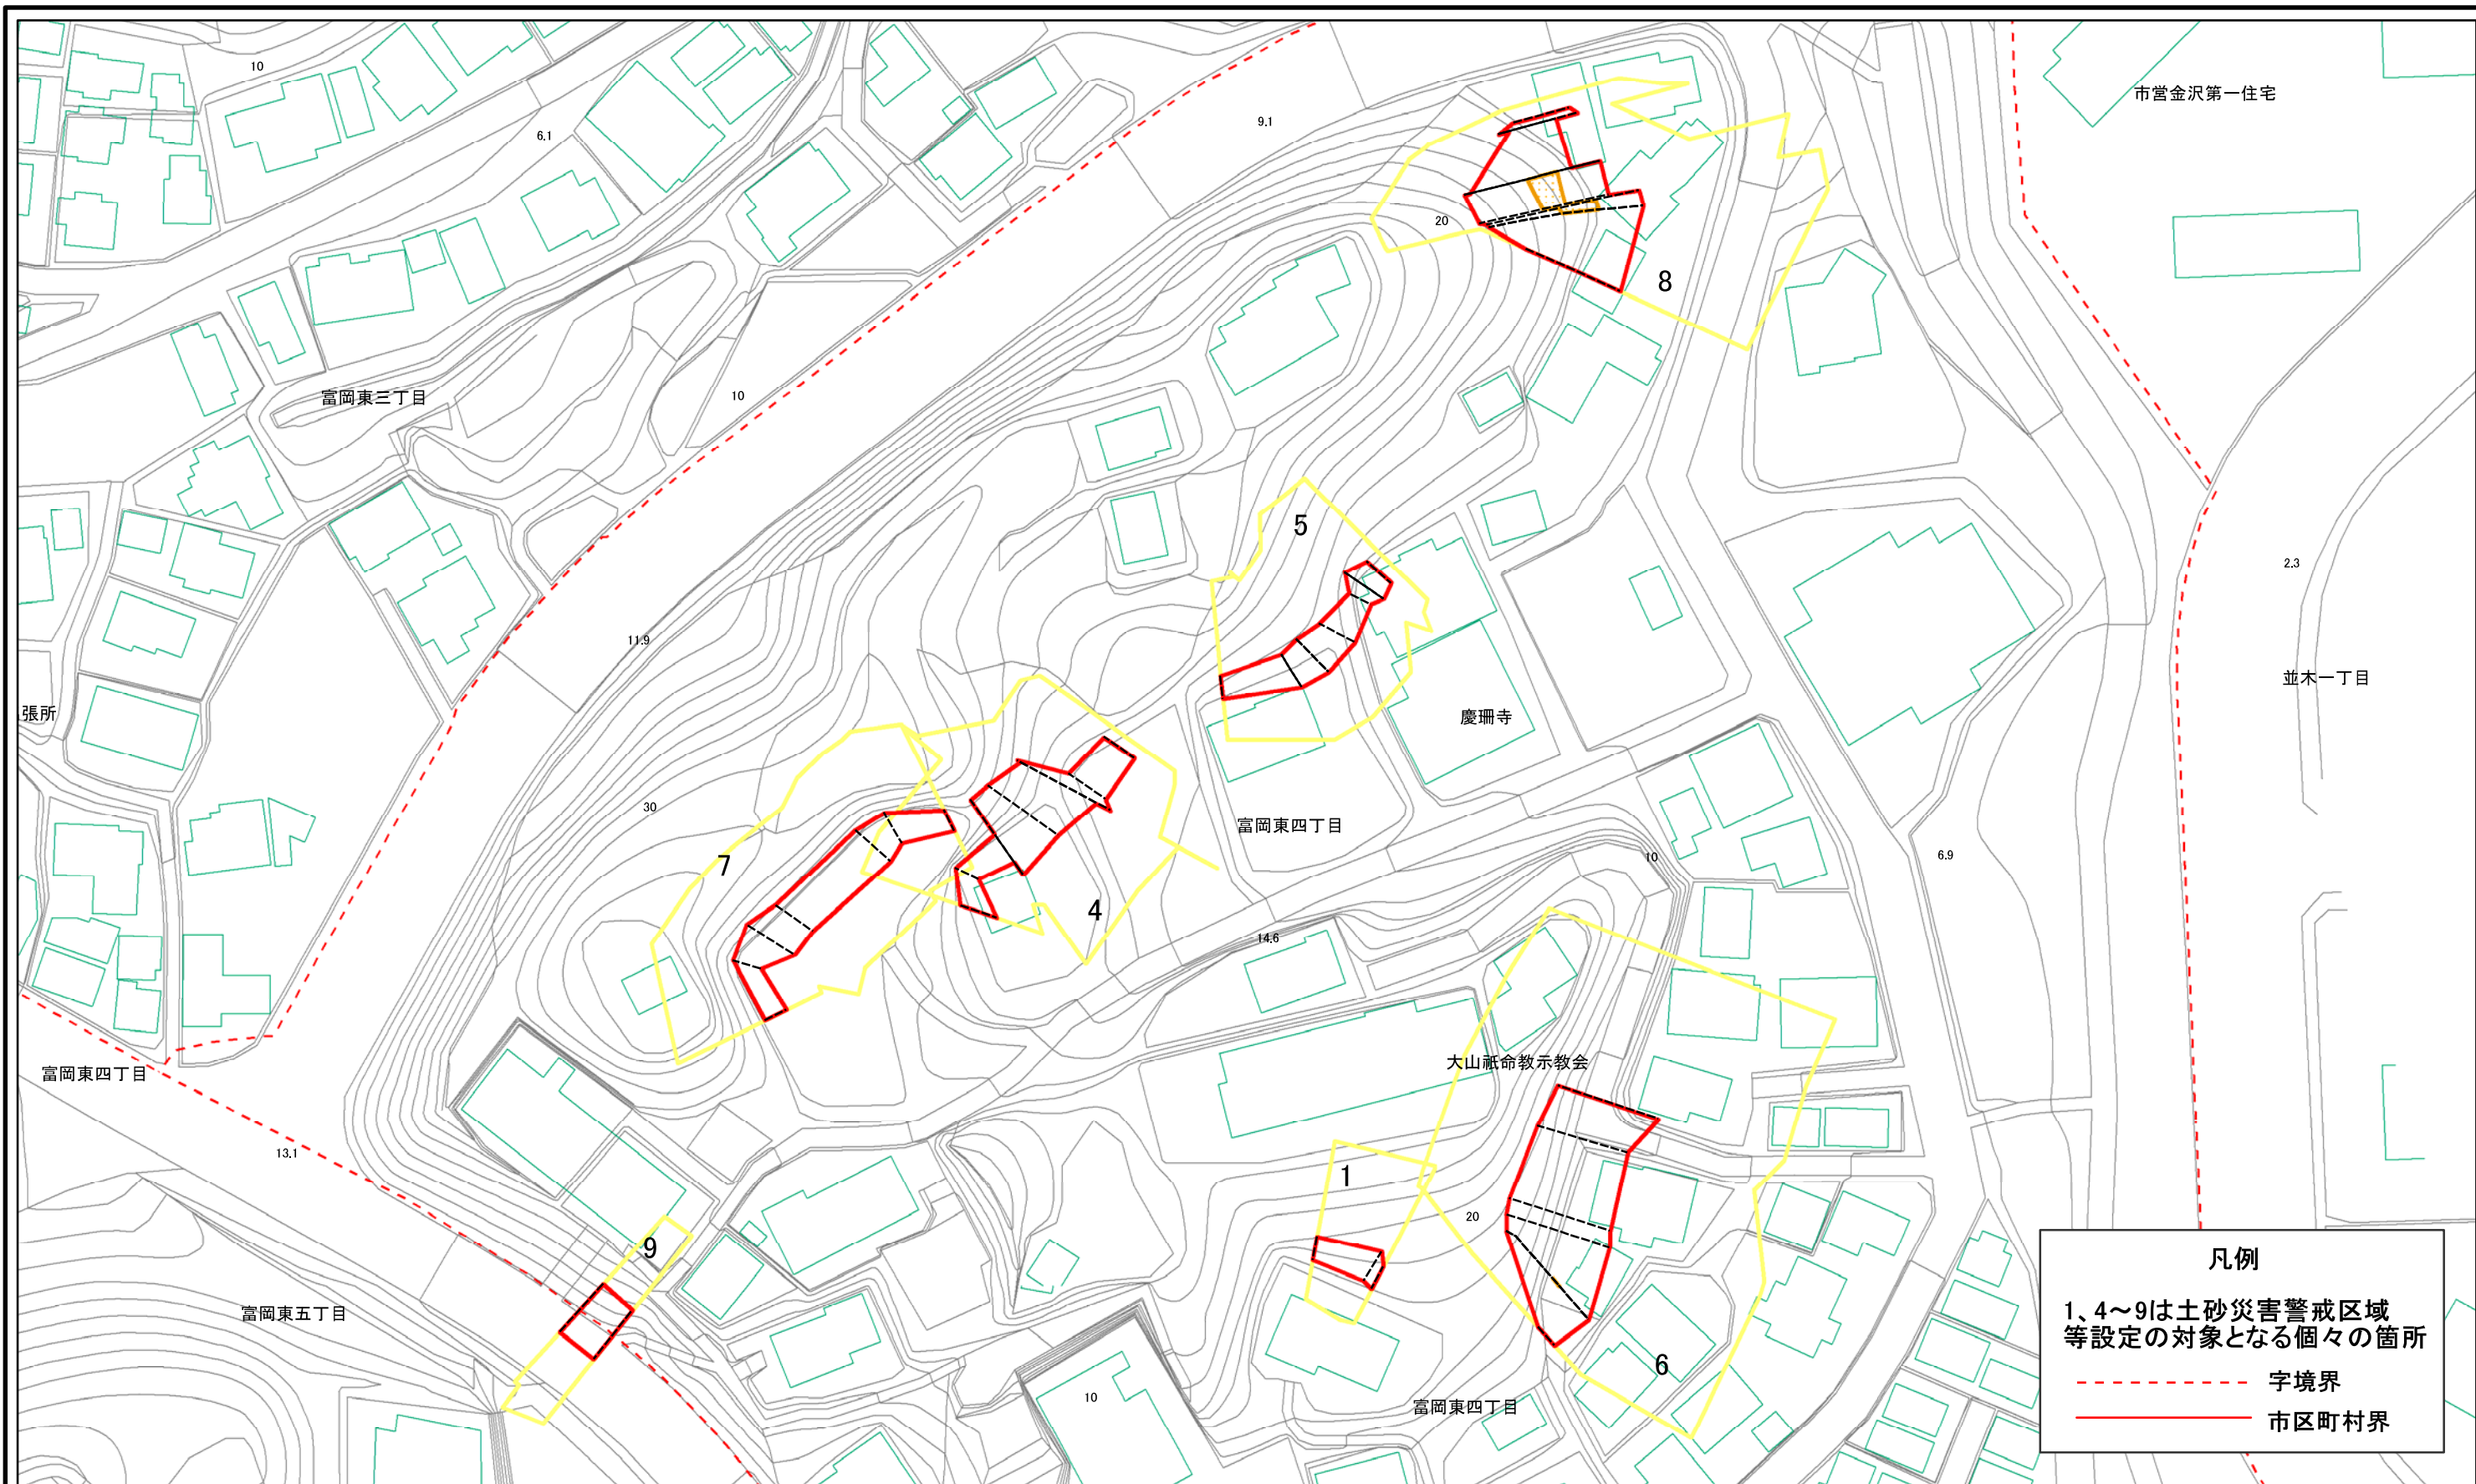 10
市営金沢第一住宅
9.1
6.1
20
8
富岡東三丁目
10
5
2.3
11.9
並木一丁目
張所
慶珊寺
30
富岡東四丁目
7
10
6.9
4
14.6
大山祇命教示教会
富岡東四丁目
13.1
1
20
9
凡例
1、4～9は土砂災害警戒区域
等設定の対象となる個々の箇所
字境界
市区町村界
富岡東五丁目
6
10
富岡東四丁目